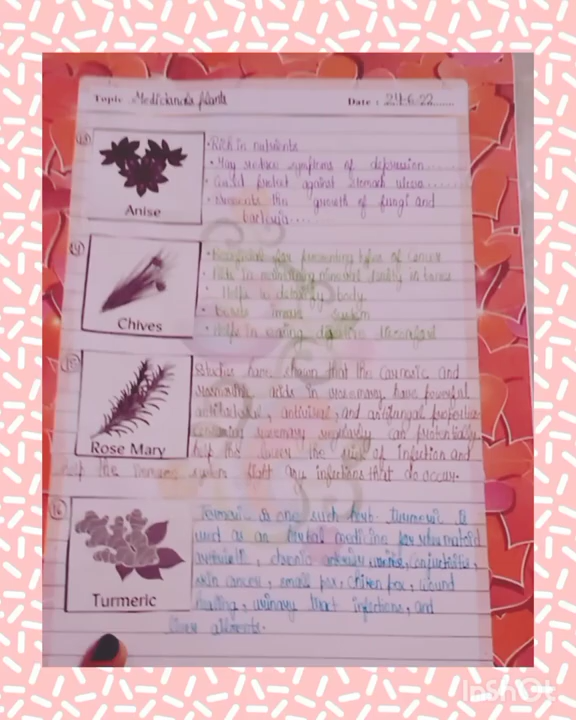 Topic Medicianals plants Date : 24-6-22
• Rich in nutrients
• May reduce symptoms of depression
• Could protect against stomach ulcers
• Prevents the growth of fungi and
bacteria
Anise
14
• Beneficial for preventing types of cancer
• Helps in maintaining mineral density in bones
• Helps to detoxify body
• Boosts immune system
• Helps in easing digestive discomfort
Chives
15
Studies have shown that the and
rosmarinic acids in rosemary have powerful
antibacterial, antiviral, and antifungal properties
rosemary regularly can potentially
help the lower the risk of infection and
Rose Mary
help the immune system fight any infections that do occur.
16
Turmeric is one such herb. Turmeric is
used as an herbal medicine for rheumatoid
arthritis, chronic anterior uveitis, conjunctivitis,
skin cancer, small pox, chicken pox, wound
healing, urinary tract infections, and
liver ailments.
Turmeric
InShOt